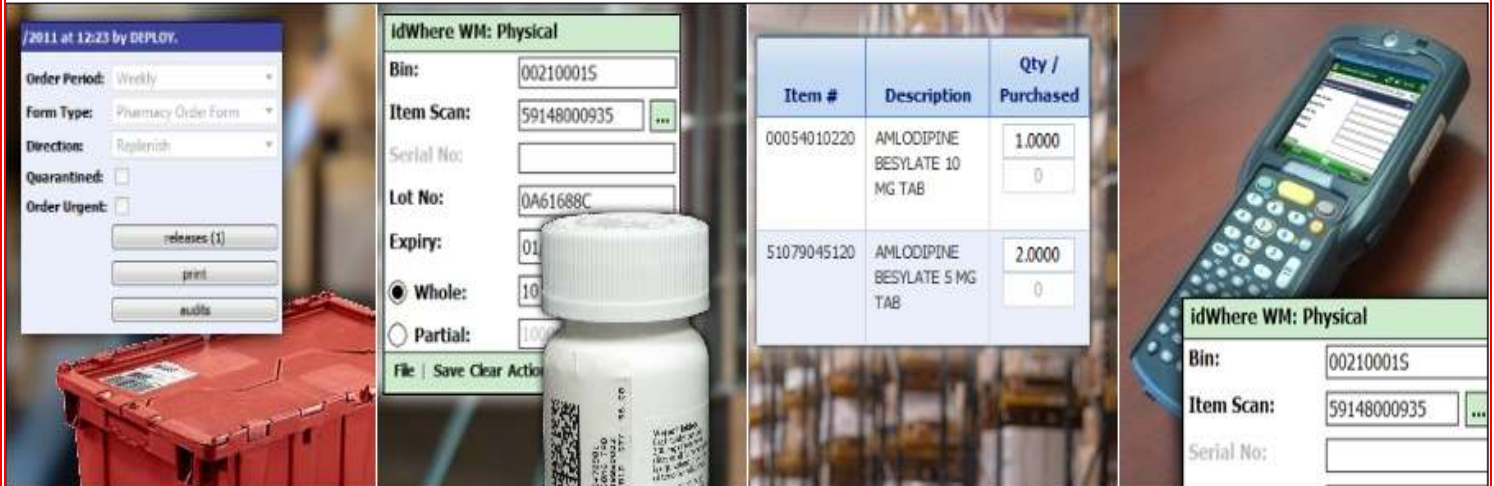 /2011 at 12:23 by DEPLOY.
Order Period: Weekly
Form Type: Pharmacy Order Form
Direction: Replenish
Quarantined:
Order Urgent:
releases (1)
print
audits
idWhere WM: Physical
Bin: 00210001S
Item Scan: 59148000935 ...
Serial No:
Lot No: 0A61688C
Expiry: 01/
Whole: 10
Partial: 100
File | Save Clear Actio
Item # Description Qty / Purchased
00054010220 AMLODIPINE BESYLATE 10 MG TAB 1.0000
0
51079045120 AMLODIPINE BESYLATE 5 MG TAB 2.0000
0
idWhere WM: Physical
Bin: 00210001S
Item Scan: 59148000935 ...
Serial No: